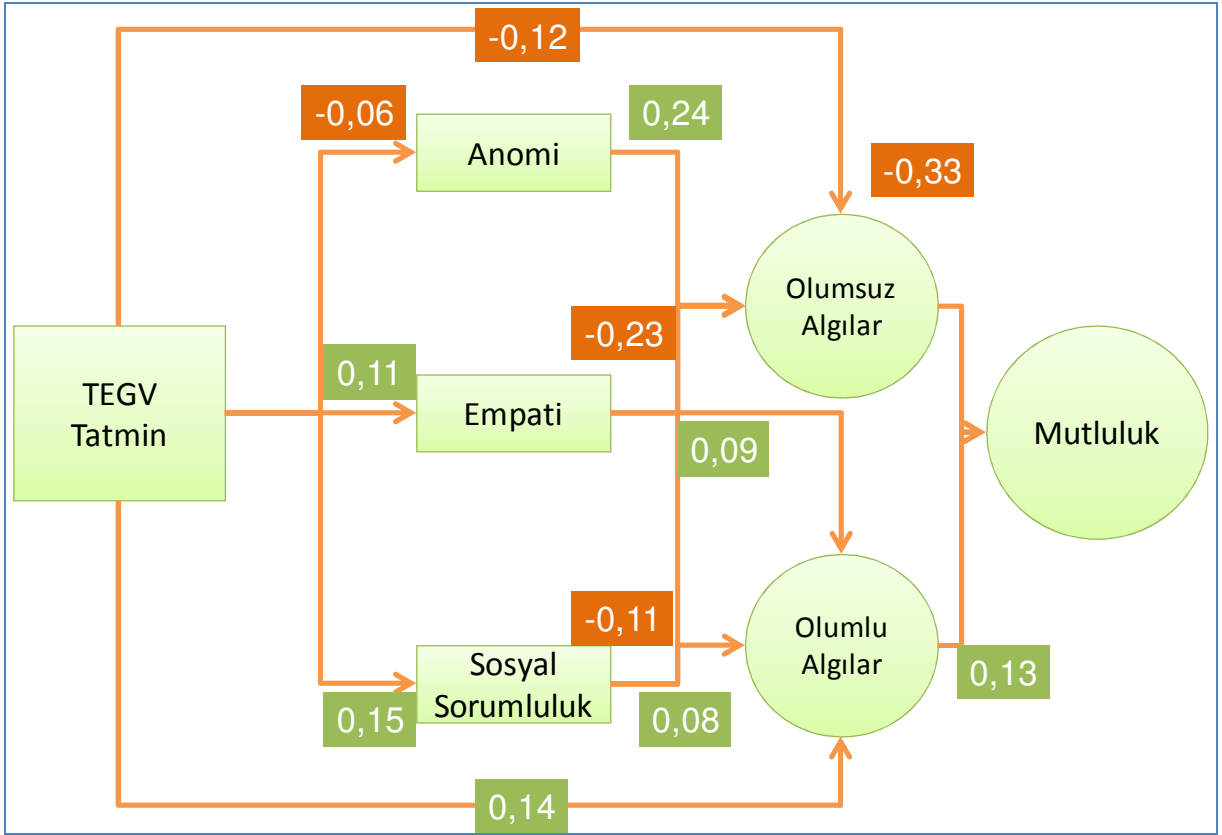 -0,12
-0,06
0,24
Anomi
-0,33
Olumsuz
Algılar
-0,23
TEGV
Tatmin
0,11
Empati
Mutluluk
0,09
-0,11
Sosyal
Sorumluluk
Olumlu
Algılar
0,13
0,15
0,08
0,14